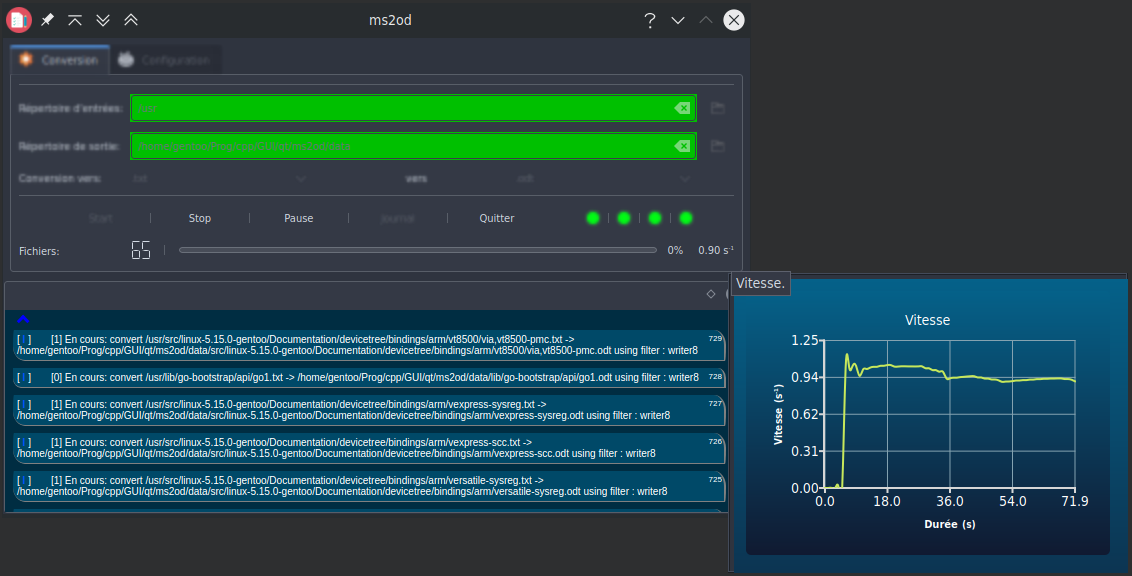 ms2od
Conversion
Configuration
Répertoire d'entrées:
/usr
Répertoire de sortie:
Conversion vers:
.txt
vers
.odt
Start
Stop
Pause
Journal
Quitter
Fichiers:
65
0%
0.90 s⁻¹
[ ] [1] En cours: convert /usr/src/linux-5.15.0-gentoo/Documentation/devicetree/bindings/arm/vt8500/via,vt8500-pmc.txt ->
729
/home/gentoo/Prog/cpp/GUI/qt/ms2od/data/src/linux-5.15.0-gentoo/Documentation/devicetree/bindings/arm/vt8500/via,vt8500-pmc.odt using filter : writer8
[ ] [0] En cours: convert /usr/lib/go-bootstrap/api/go1.txt -> /home/gentoo/Prog/cpp/GUI/qt/ms2od/data/lib/go-bootstrap/api/go1.odt using filter : writer8
728
[ ] [1] En cours: convert /usr/src/linux-5.15.0-gentoo/Documentation/devicetree/bindings/arm/vexpress-sysreg.txt ->
727
/home/gentoo/Prog/cpp/GUI/qt/ms2od/data/src/linux-5.15.0-gentoo/Documentation/devicetree/bindings/arm/vexpress-sysreg.odt using filter : writer8
[ ] [1] En cours: convert /usr/src/linux-5.15.0-gentoo/Documentation/devicetree/bindings/arm/vexpress-scc.txt ->
726
/home/gentoo/Prog/cpp/GUI/qt/ms2od/data/src/linux-5.15.0-gentoo/Documentation/devicetree/bindings/arm/vexpress-scc.odt using filter : writer8
[ ] [1] En cours: convert /usr/src/linux-5.15.0-gentoo/Documentation/devicetree/bindings/arm/versatile-sysreg.txt ->
725
/home/gentoo/Prog/cpp/GUI/qt/ms2od/data/src/linux-5.15.0-gentoo/Documentation/devicetree/bindings/arm/versatile-sysreg.odt using filter : writer8
Vitesse.
Vitesse
1.25
0.94
0.62
0.31
0.00
Vitesse (s⁻¹)
0.0
18.0
36.0
54.0
71.9
Durée (s)